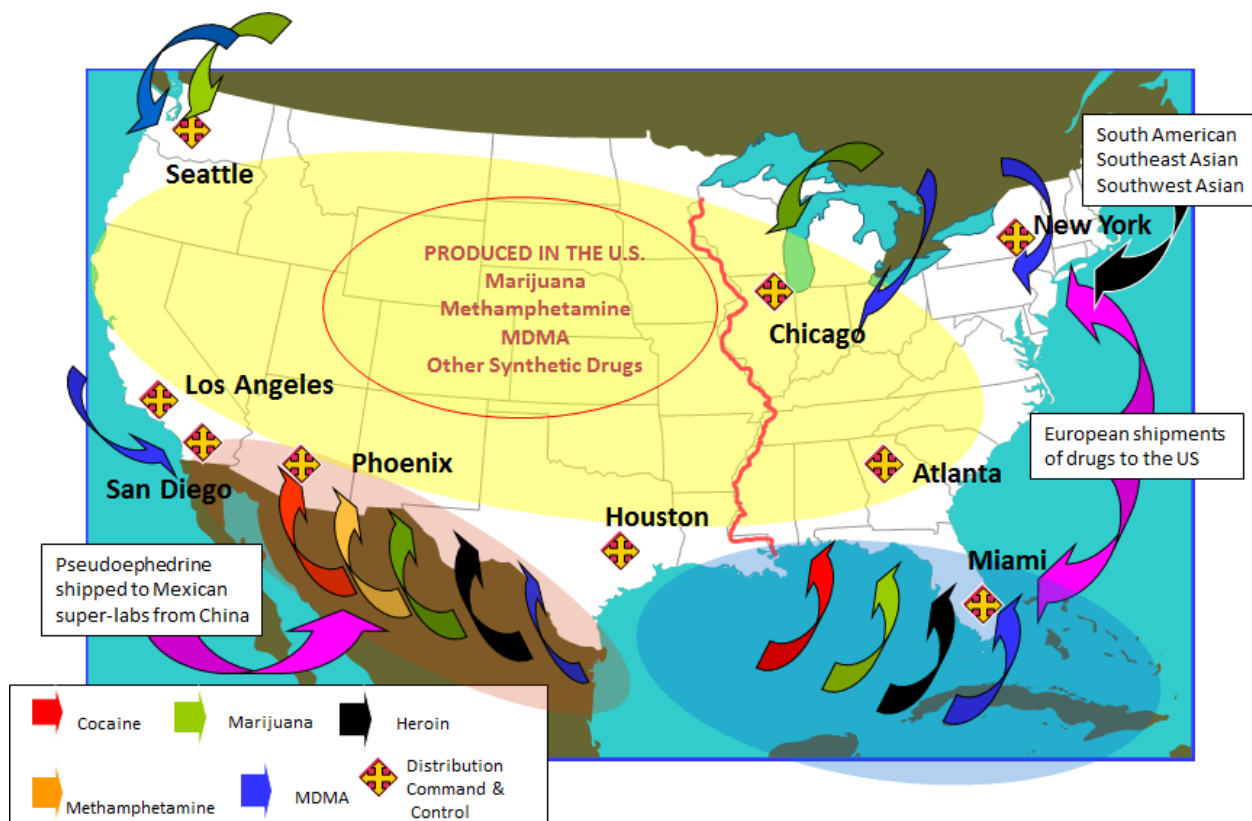 Seattle
South American
Southeast Asian
Southwest Asian
New York
PRODUCED IN THE U.S.
Marijuana
Methamphetamine
MDMA
Other Synthetic Drugs
Chicago
Los Angeles
European shipments
of drugs to the US
Phoenix
Atlanta
San Diego
Houston
Miami
Pseudoephedrine
shipped to Mexican
super-labs from China
Cocaine
Marijuana
Heroin
Methamphetamine
MDMA
Distribution
Command &
Control